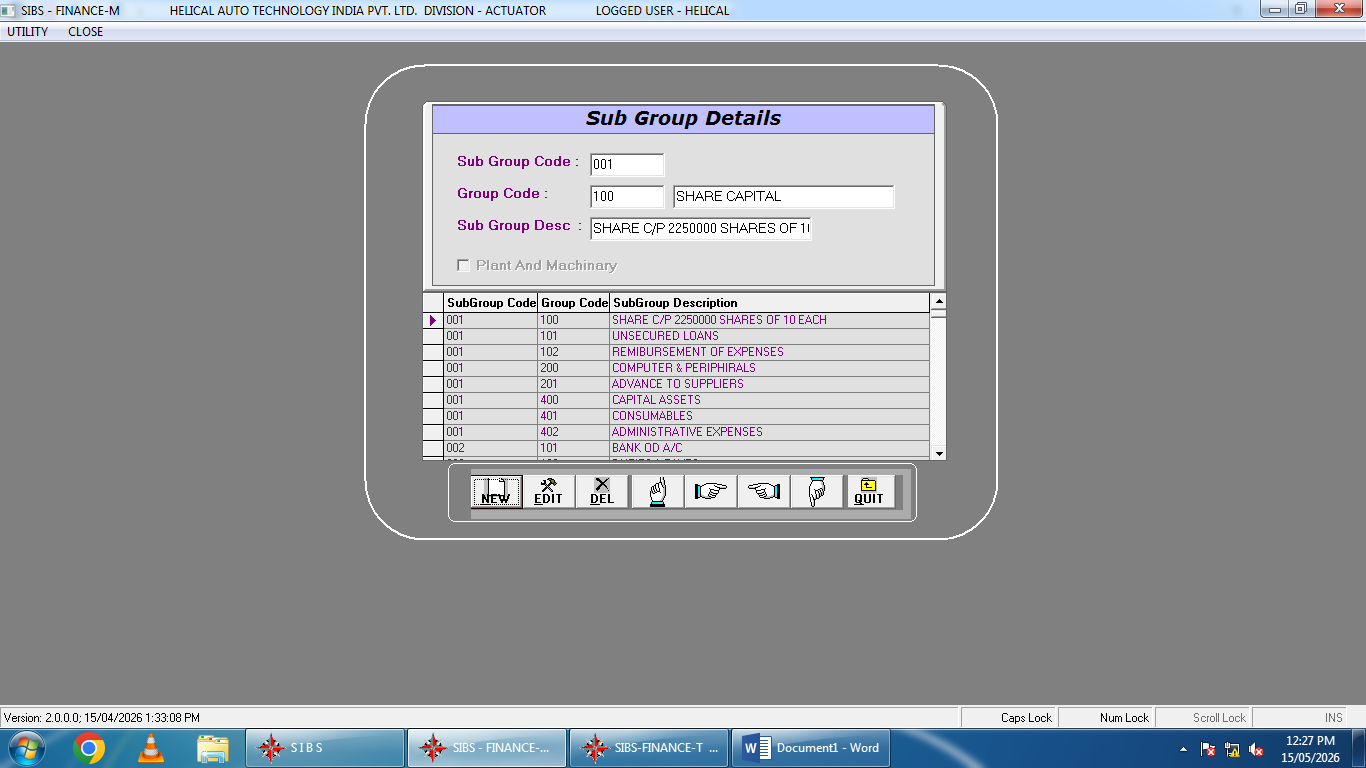 SIBS - FINANCE-M HELICAL AUTO TECHNOLOGY INDIA PVT. LTD. DIVISION - ACTUATOR LOGGED USER - HELICAL
UTILITY CLOSE
Sub Group Details
Sub Group Code : 001
Group Code : 100 SHARE CAPITAL
Sub Group Desc : SHARE C/P 2250000 SHARES OF 10
Plant And Machinary
SubGroup Code Group Code SubGroup Description
001 100 SHARE C/P 2250000 SHARES OF 10 EACH
001 101 UNSECURED LOANS
001 102 REMIBURSEMENT OF EXPENSES
001 200 COMPUTER & PERIPHIRALS
001 201 ADVANCE TO SUPPLIERS
001 400 CAPITAL ASSETS
001 401 CONSUMABLES
001 402 ADMINISTRATIVE EXPENSES
002 101 BANK OD A/C
NEW EDIT DEL QUIT
Version: 2.0.0.0; 15/04/2026 1:33:08 PM Caps Lock Num Lock Scroll Lock INS
S I B S SIBS - FINANCE-... SIBS-FINANCE-T ... Document1 - Word 12:27 PM
15/05/2026